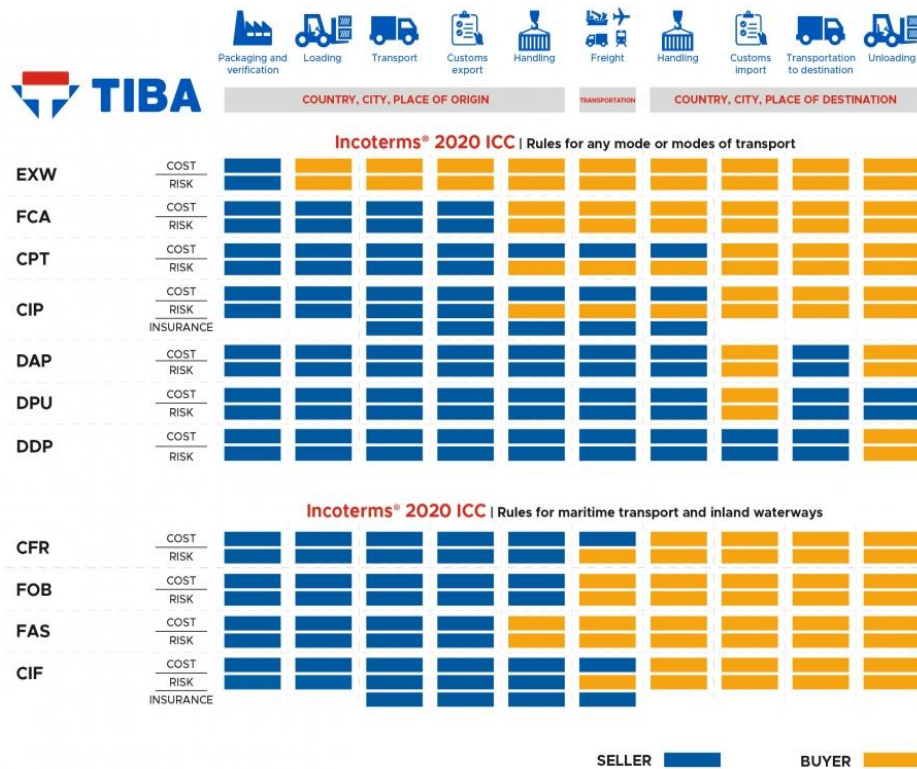 Packaging and verification
Loading
Transport
Customs export
Handling
Freight
Handling
Customs import
Transportation to destination
Unloading
TIBA
COUNTRY, CITY, PLACE OF ORIGIN
TRANSPORTATION
COUNTRY, CITY, PLACE OF DESTINATION
Incoterms® 2020 ICC | Rules for any mode or modes of transport
EXW
COST
RISK
FCA
COST
RISK
CPT
COST
RISK
CIP
COST
RISK
INSURANCE
DAP
COST
RISK
DPU
COST
RISK
DDP
COST
RISK
Incoterms® 2020 ICC | Rules for maritime transport and inland waterways
CFR
COST
RISK
FOB
COST
RISK
FAS
COST
RISK
CIF
COST
RISK
INSURANCE
SELLER
BUYER